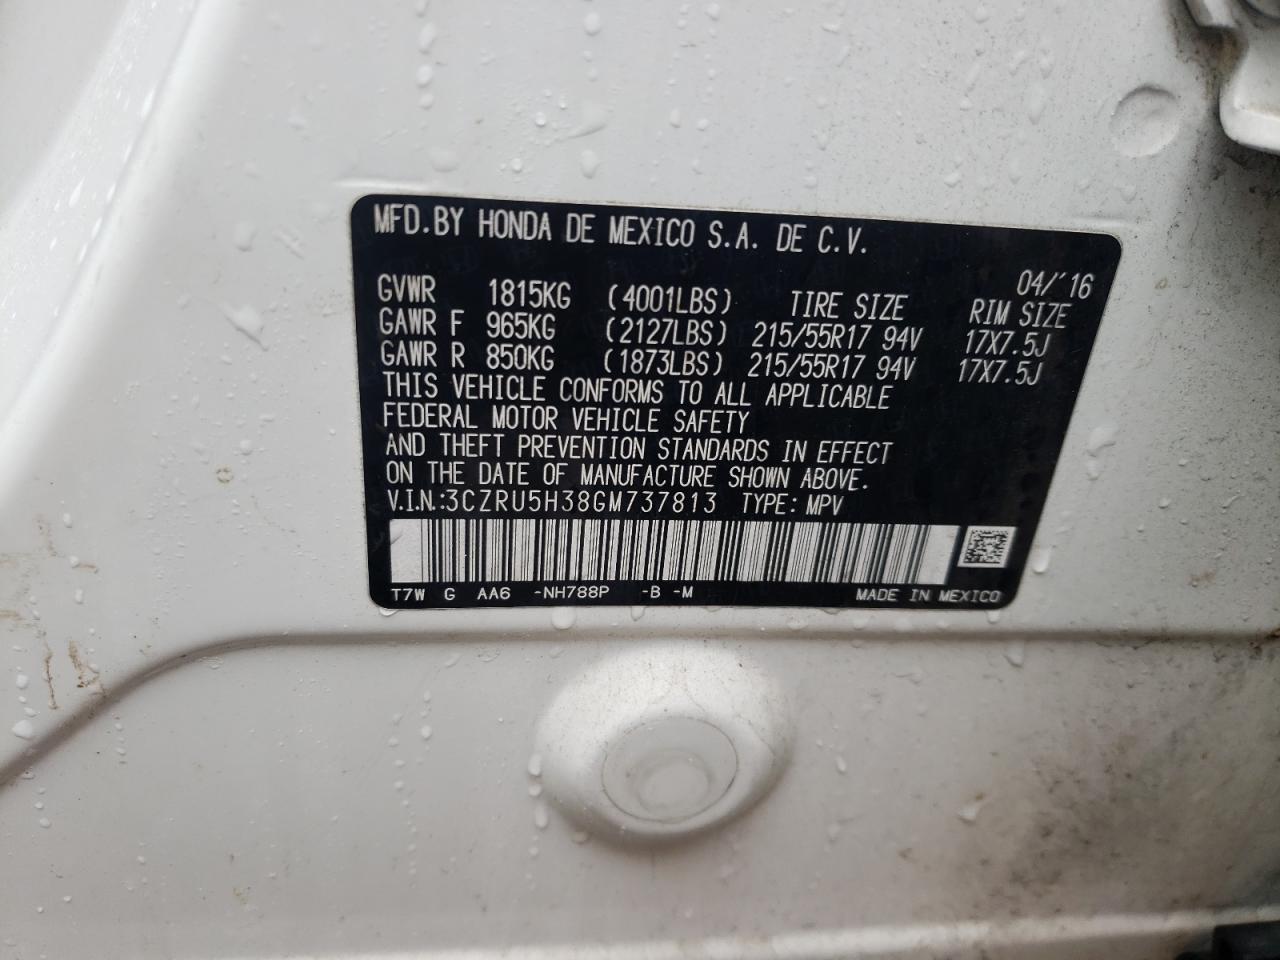 MFD.BY HONDA DE MEXICO S.A. DE C.V.
04/'16
GVWR 1815KG (4001LBS) TIRE SIZE RIM SIZE
GAWR F 965KG (2127LBS) 215/55R17 94V 17X7.5J
GAWR R 850KG (1873LBS) 215/55R17 94V 17X7.5J
THIS VEHICLE CONFORMS TO ALL APPLICABLE
FEDERAL MOTOR VEHICLE SAFETY
AND THEFT PREVENTION STANDARDS IN EFFECT
ON THE DATE OF MANUFACTURE SHOWN ABOVE.
V.I.N.:3CZRU5H38GM737813 TYPE: MPV
T7W G AA6 -NH788P -B -M MADE IN MEXICO